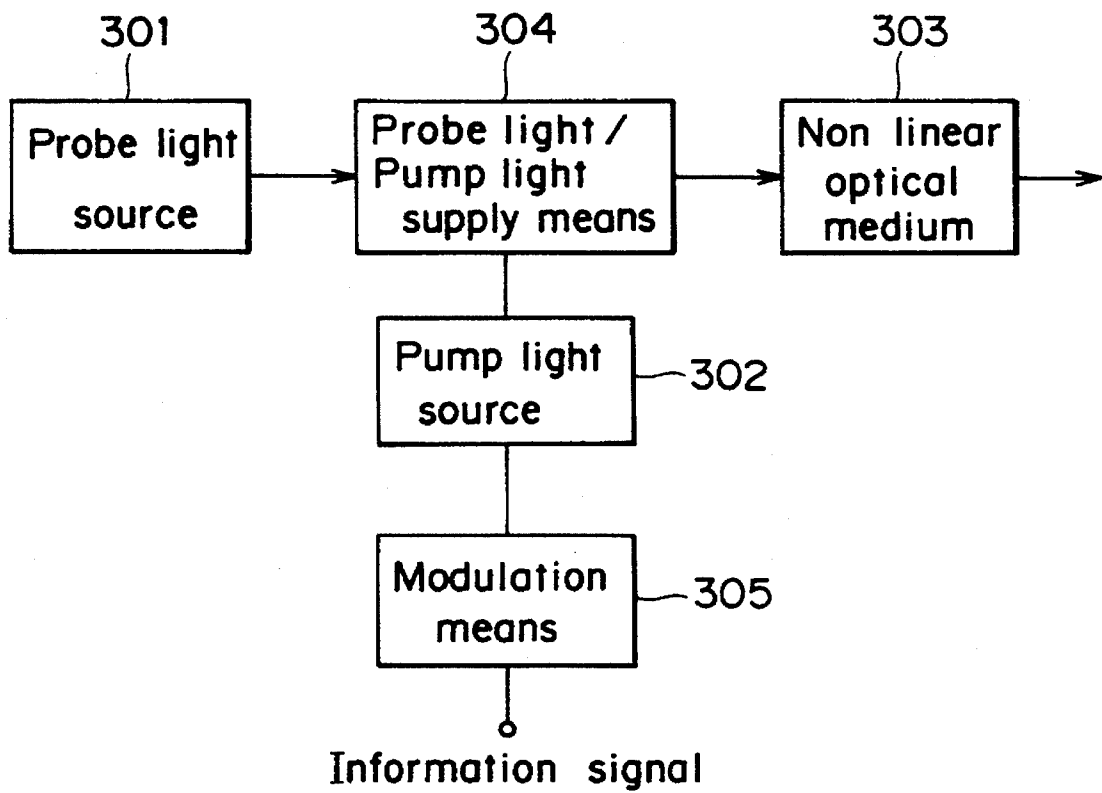 301
304
303
Probe light
source
Probe light /
Pump light
supply means
Non linear
optical
medium
Pump light
source
302
Modulation
means
305
Information signal